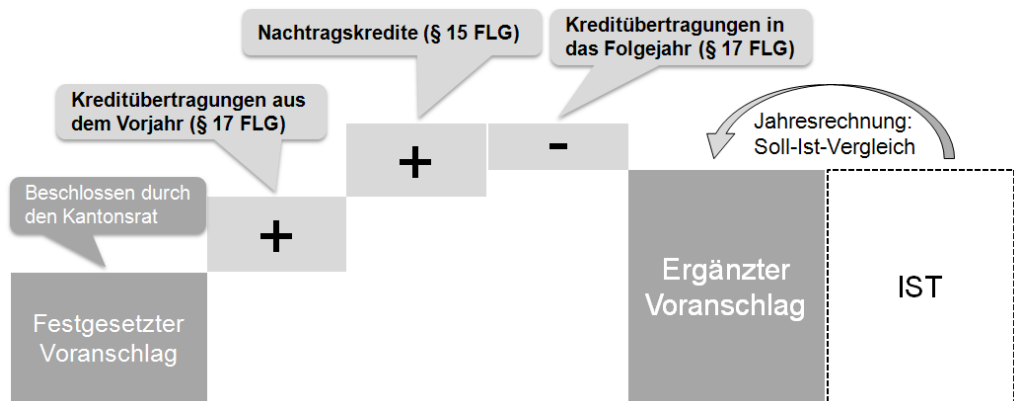 Nachtragskredite (§ 15 FLG)
Kreditübertragungen in
das Folgejahr (§ 17 FLG)
Kreditübertragungen aus
dem Vorjahr (§ 17 FLG)
Jahresrechnung:
Soll-Ist-Vergleich
+
-
Beschlossen durch
den Kantonsrat
+
Ergänzter
Voranschlag
IST
Festgesetzter
Voranschlag